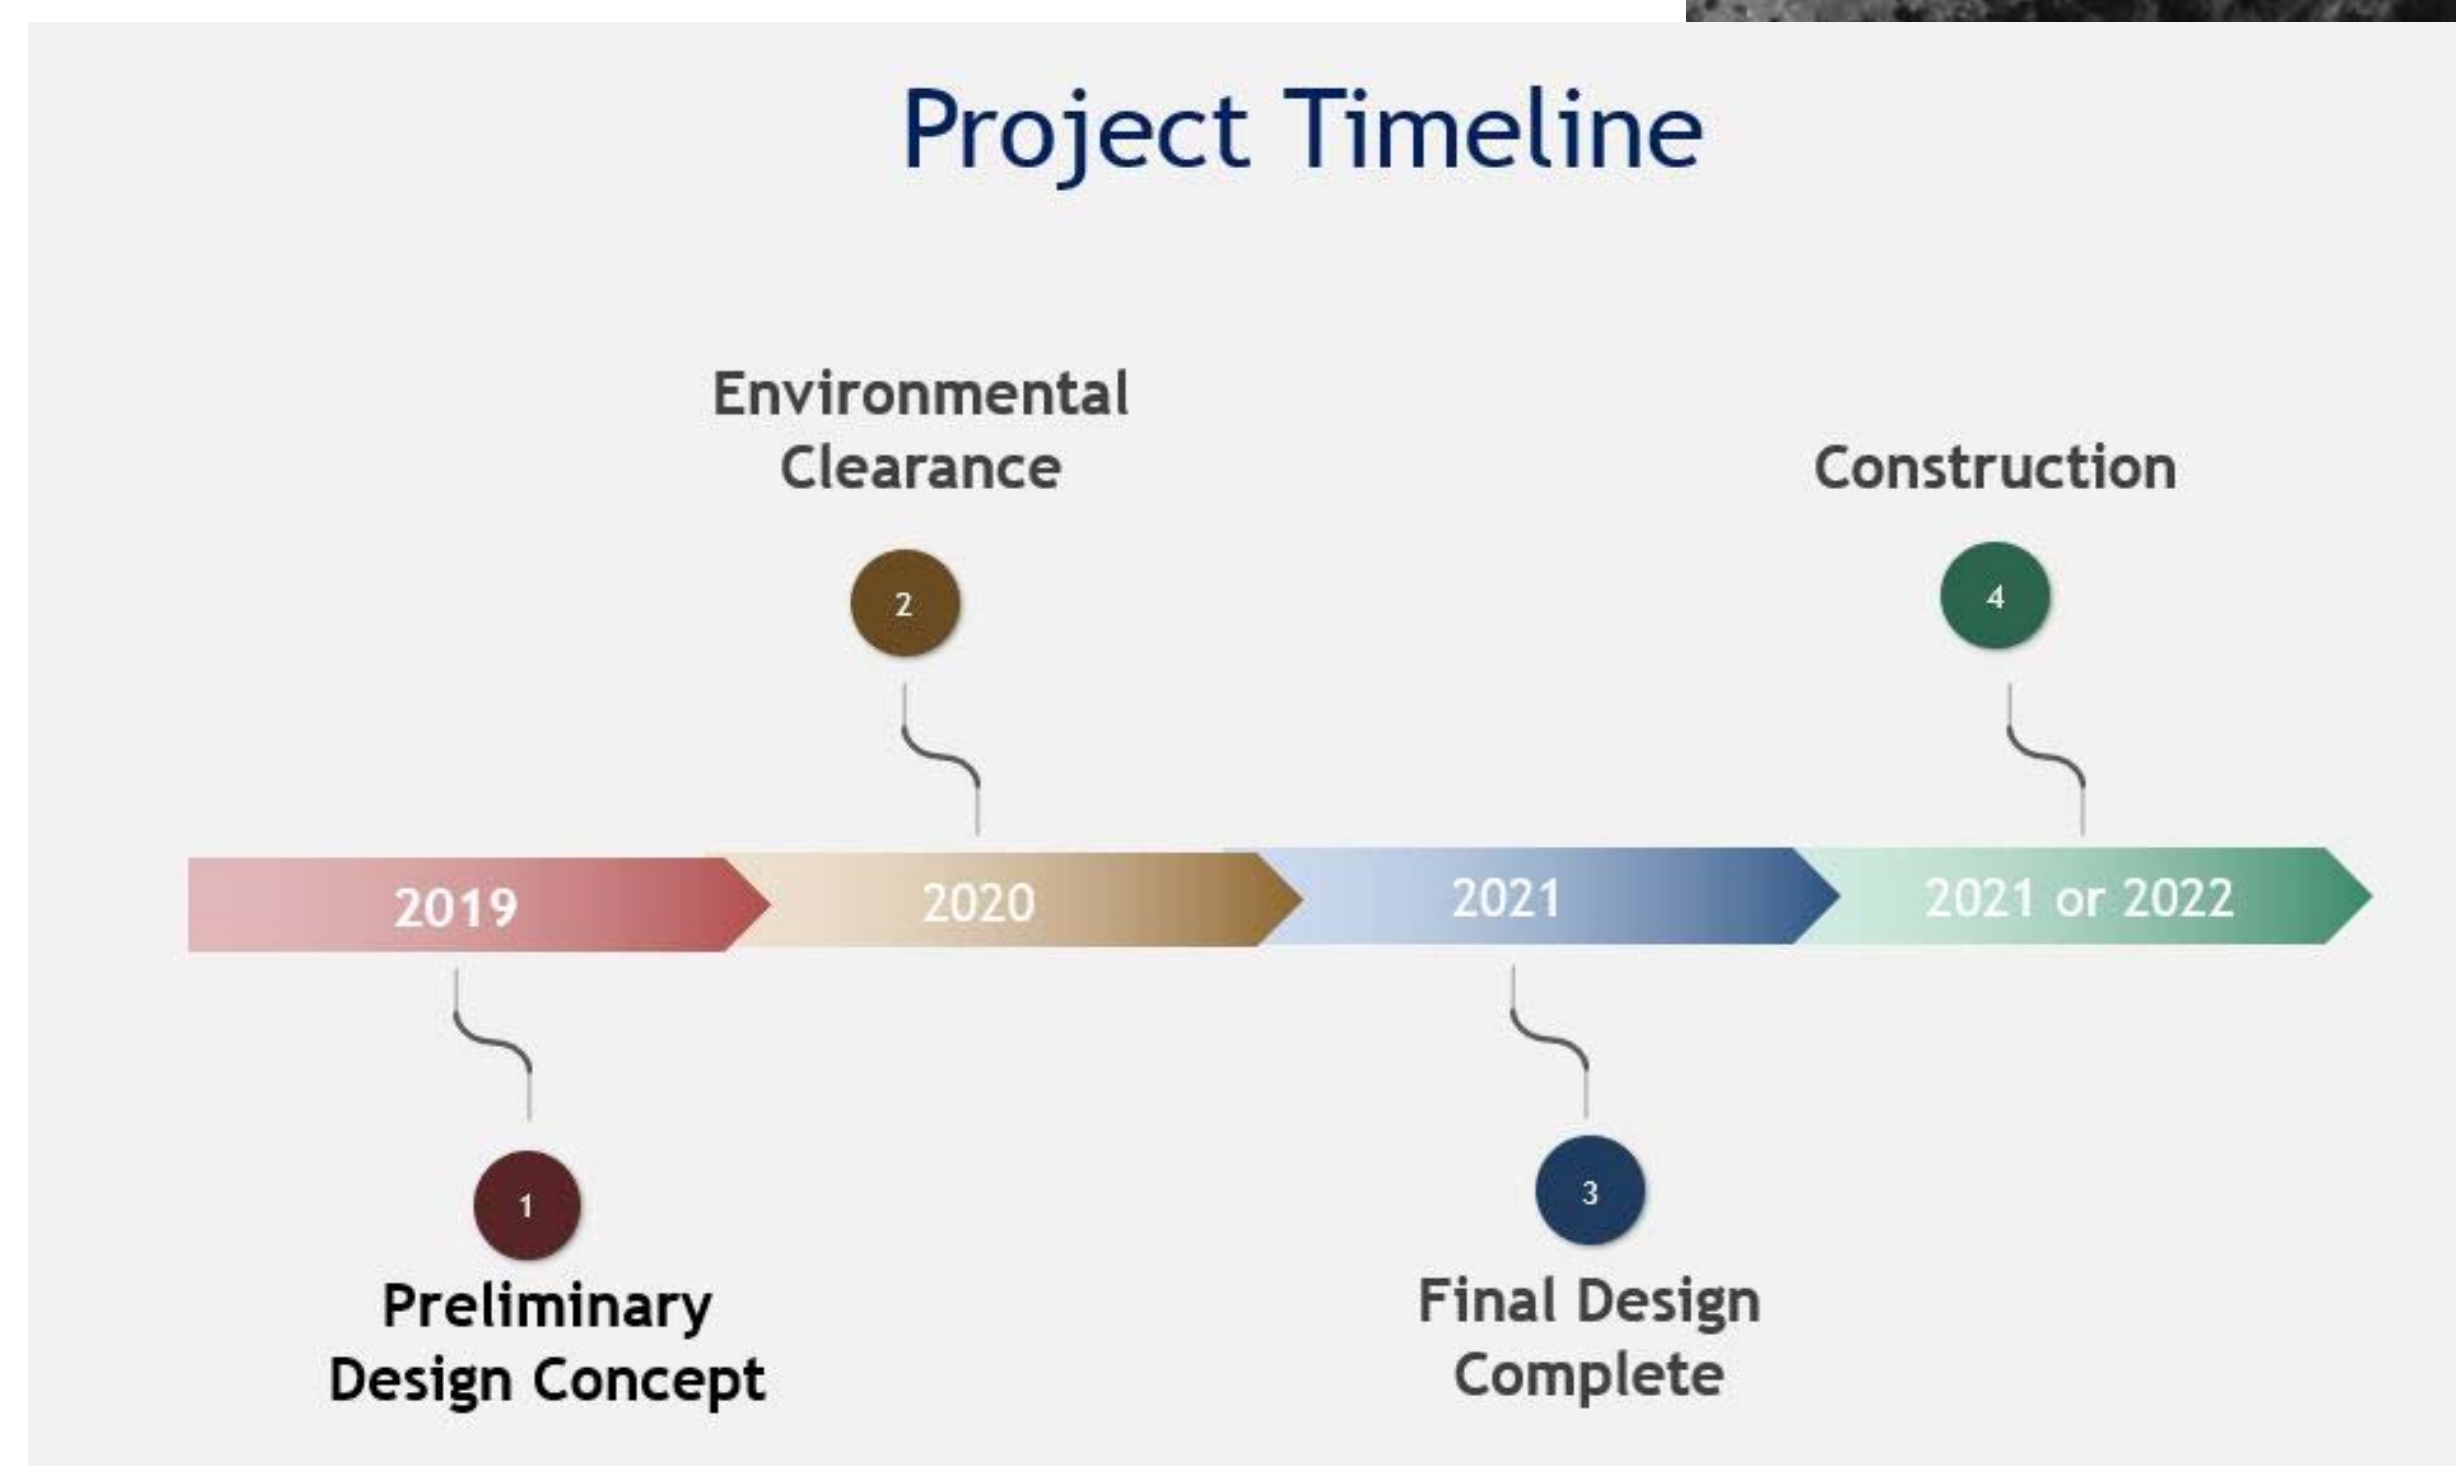 Project Timeline
Environmental
Clearance
Construction
2
4
2019
2020
2021
2021 or 2022
1
3
Preliminary
Design Concept
Final Design
Complete